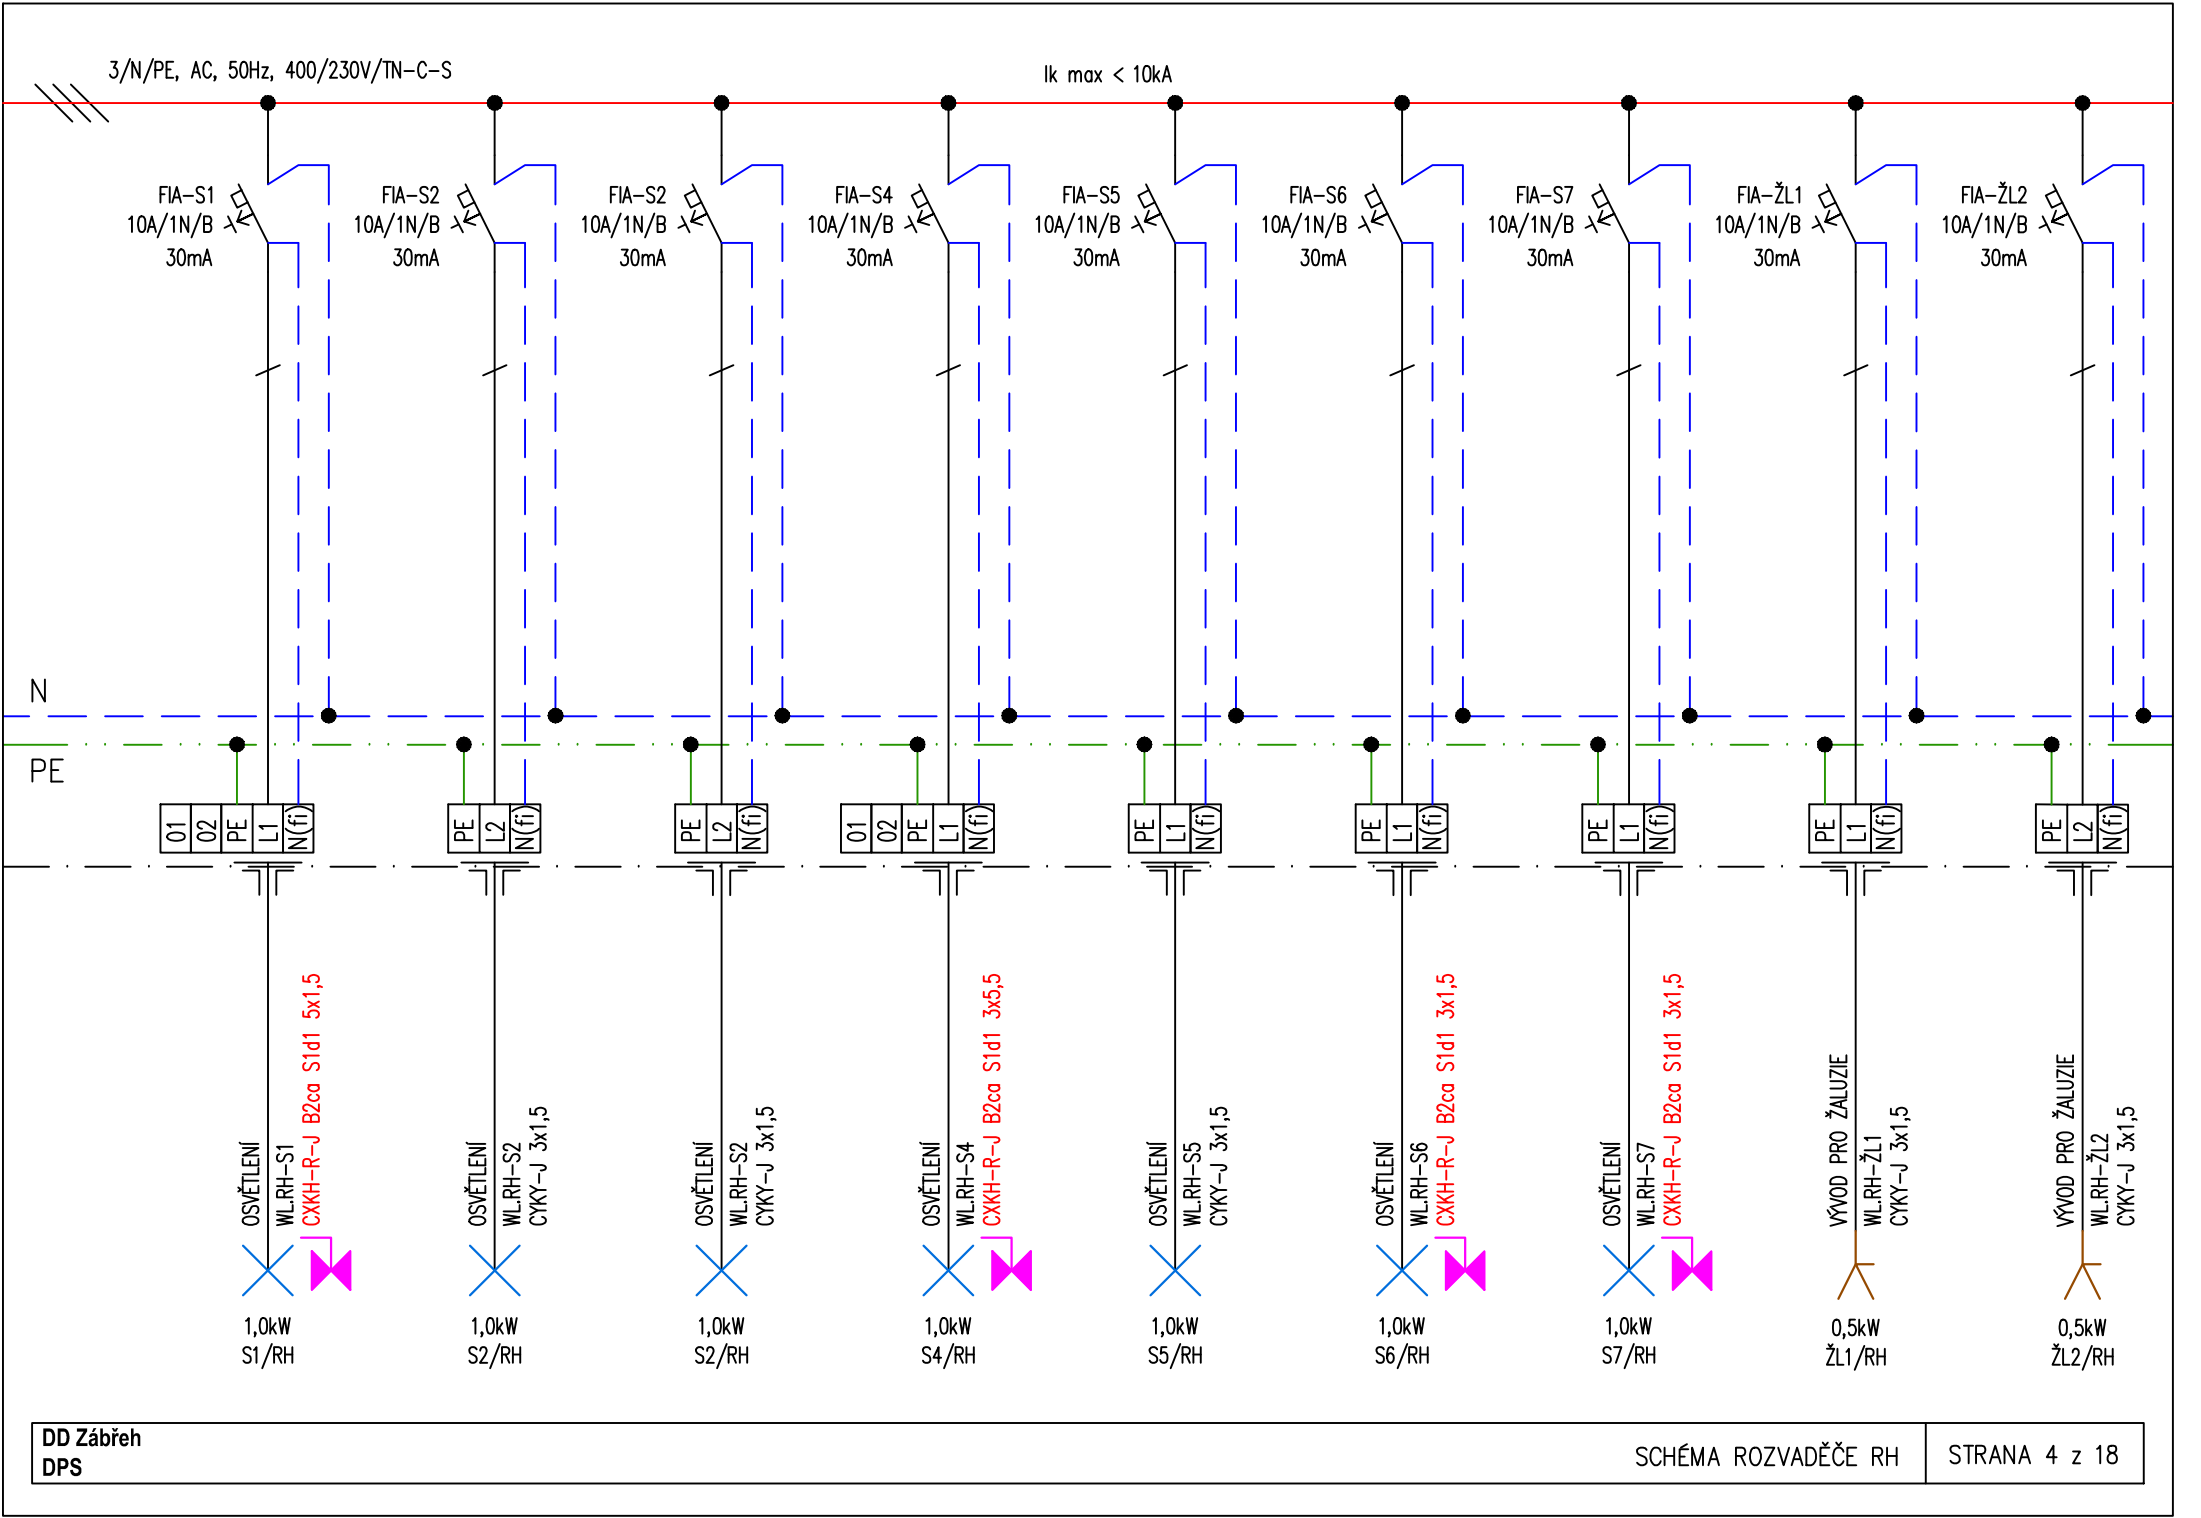 3/N/PE, AC, 50Hz, 400/230V/TN-C-S
Ik max < 10kA
FIA-S1
10A/1N/B
30mA
FIA-S2
10A/1N/B
30mA
FIA-S2
10A/1N/B
30mA
FIA-S4
10A/1N/B
30mA
FIA-S5
10A/1N/B
30mA
FIA-S6
10A/1N/B
30mA
FIA-S7
10A/1N/B
30mA
FIA-ŽL1
10A/1N/B
30mA
FIA-ŽL2
10A/1N/B
30mA
N
PE
O1 O2 PE L1 N(fi)
PE L2 N(fi)
PE L2 N(fi)
O1 O2 PE L1 N(fi)
PE L1 N(fi)
PE L1 N(fi)
PE L1 N(fi)
PE L1 N(fi)
PE L2 N(fi)
OSVĚTLENÍ
WL.RH-S1
CXKH-R-J B2ca S1d1 5x1,5
OSVĚTLENÍ
WL.RH-S2
CYKY-J 3x1,5
OSVĚTLENÍ
WL.RH-S2
CYKY-J 3x1,5
OSVĚTLENÍ
WL.RH-S4
CXKH-R-J B2ca S1d1 3x5,5
OSVĚTLENÍ
WL.RH-S5
CYKY-J 3x1,5
OSVĚTLENÍ
WL.RH-S6
CXKH-R-J B2ca S1d1 3x1,5
OSVĚTLENÍ
WL.RH-S7
CXKH-R-J B2ca S1d1 3x1,5
VÝVOD PRO ŽALUZIE
WL.RH-ŽL1
CYKY-J 3x1,5
VÝVOD PRO ŽALUZIE
WL.RH-ŽL2
CYKY-J 3x1,5
1,0kW
S1/RH
1,0kW
S2/RH
1,0kW
S2/RH
1,0kW
S4/RH
1,0kW
S5/RH
1,0kW
S6/RH
1,0kW
S7/RH
0,5kW
ŽL1/RH
0,5kW
ŽL2/RH
DD Zábřeh
DPS
SCHÉMA ROZVADĚČE RH
STRANA 4 z 18